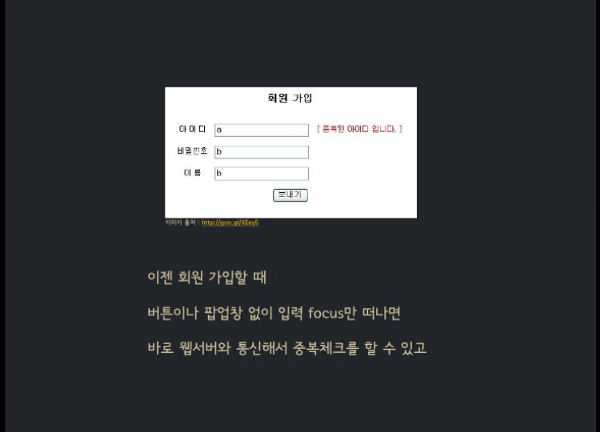 회원 가입
아 이 디 a [ 중복된 아이디 입니다. ]
비밀번호 b
이 름 b
보내기
이미지 출처 : http://goo.gl/XEey5
이젠 회원 가입할 때
버튼이나 팝업창 없이 입력 focus만 떠나면
바로 웹서버와 통신해서 중복체크를 할 수 있고